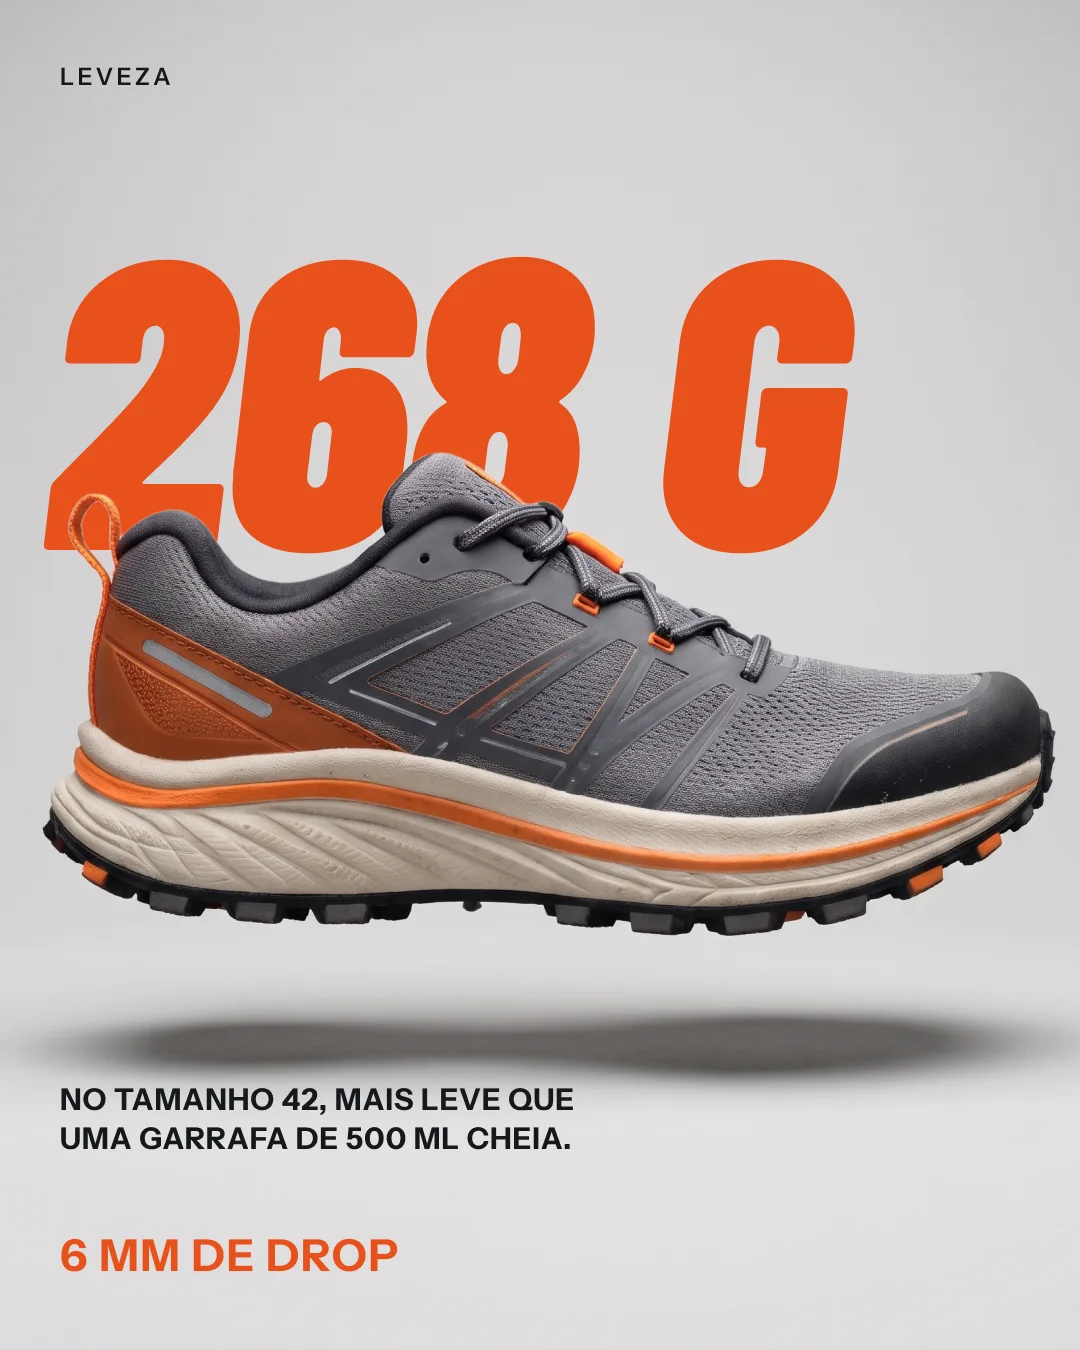 LEVEZA
268 G
NO TAMANHO 42, MAIS LEVE QUE
UMA GARRAFA DE 500 ML CHEIA.
6 MM DE DROP